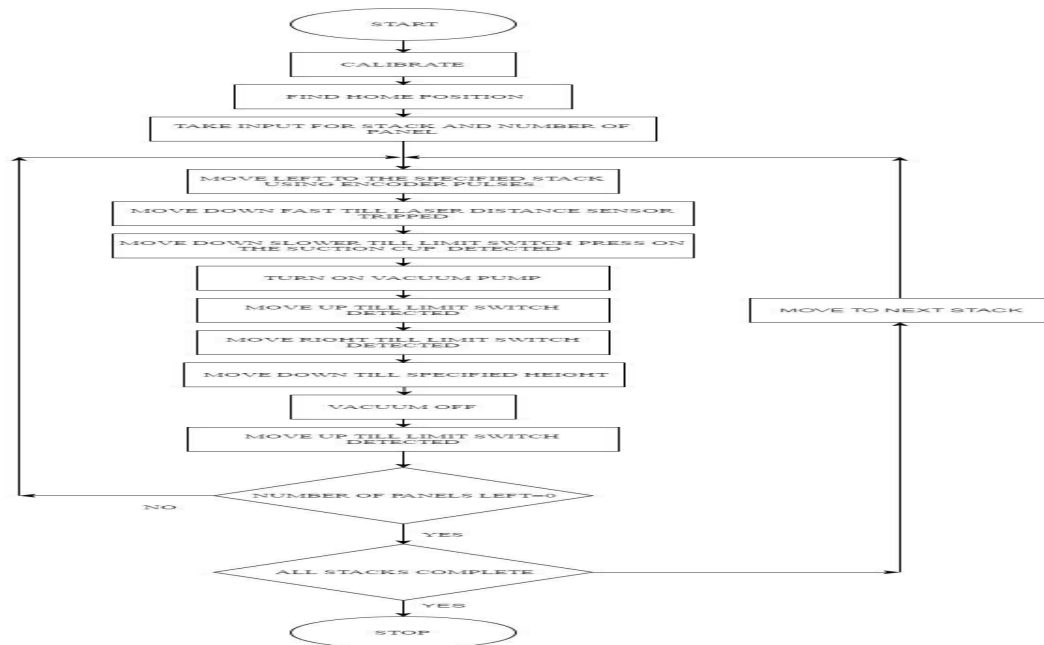 START
CALIBRATE
FIND HOME POSITION
TAKE INPUT FOR STACK AND NUMBER OF
PANEL
MOVE LEFT TO THE SPECIFIED STACK
USING ENCODER PULSES
MOVE DOWN FAST TILL LASER DISTANCE SENSOR
TRIPPED
MOVE DOWN SLOWER TILL LIMIT SWITCH PRESS ON
THE SUCTION CUP DETECTED
TURN ON VACUUM PUMP
MOVE UP TILL LIMIT SWITCH
DETECTED
MOVE TO NEXT STACK
MOVE RIGHT TILL LIMIT SWITCH
DETECTED
MOVE DOWN TILL SPECIFIED HEIGHT
VACUUM OFF
MOVE UP TILL LIMIT SWITCH
DETECTED
NUMBER OF PANELS LEFT=0
NO
YES
ALL STACKS COMPLETE
YES
STOP